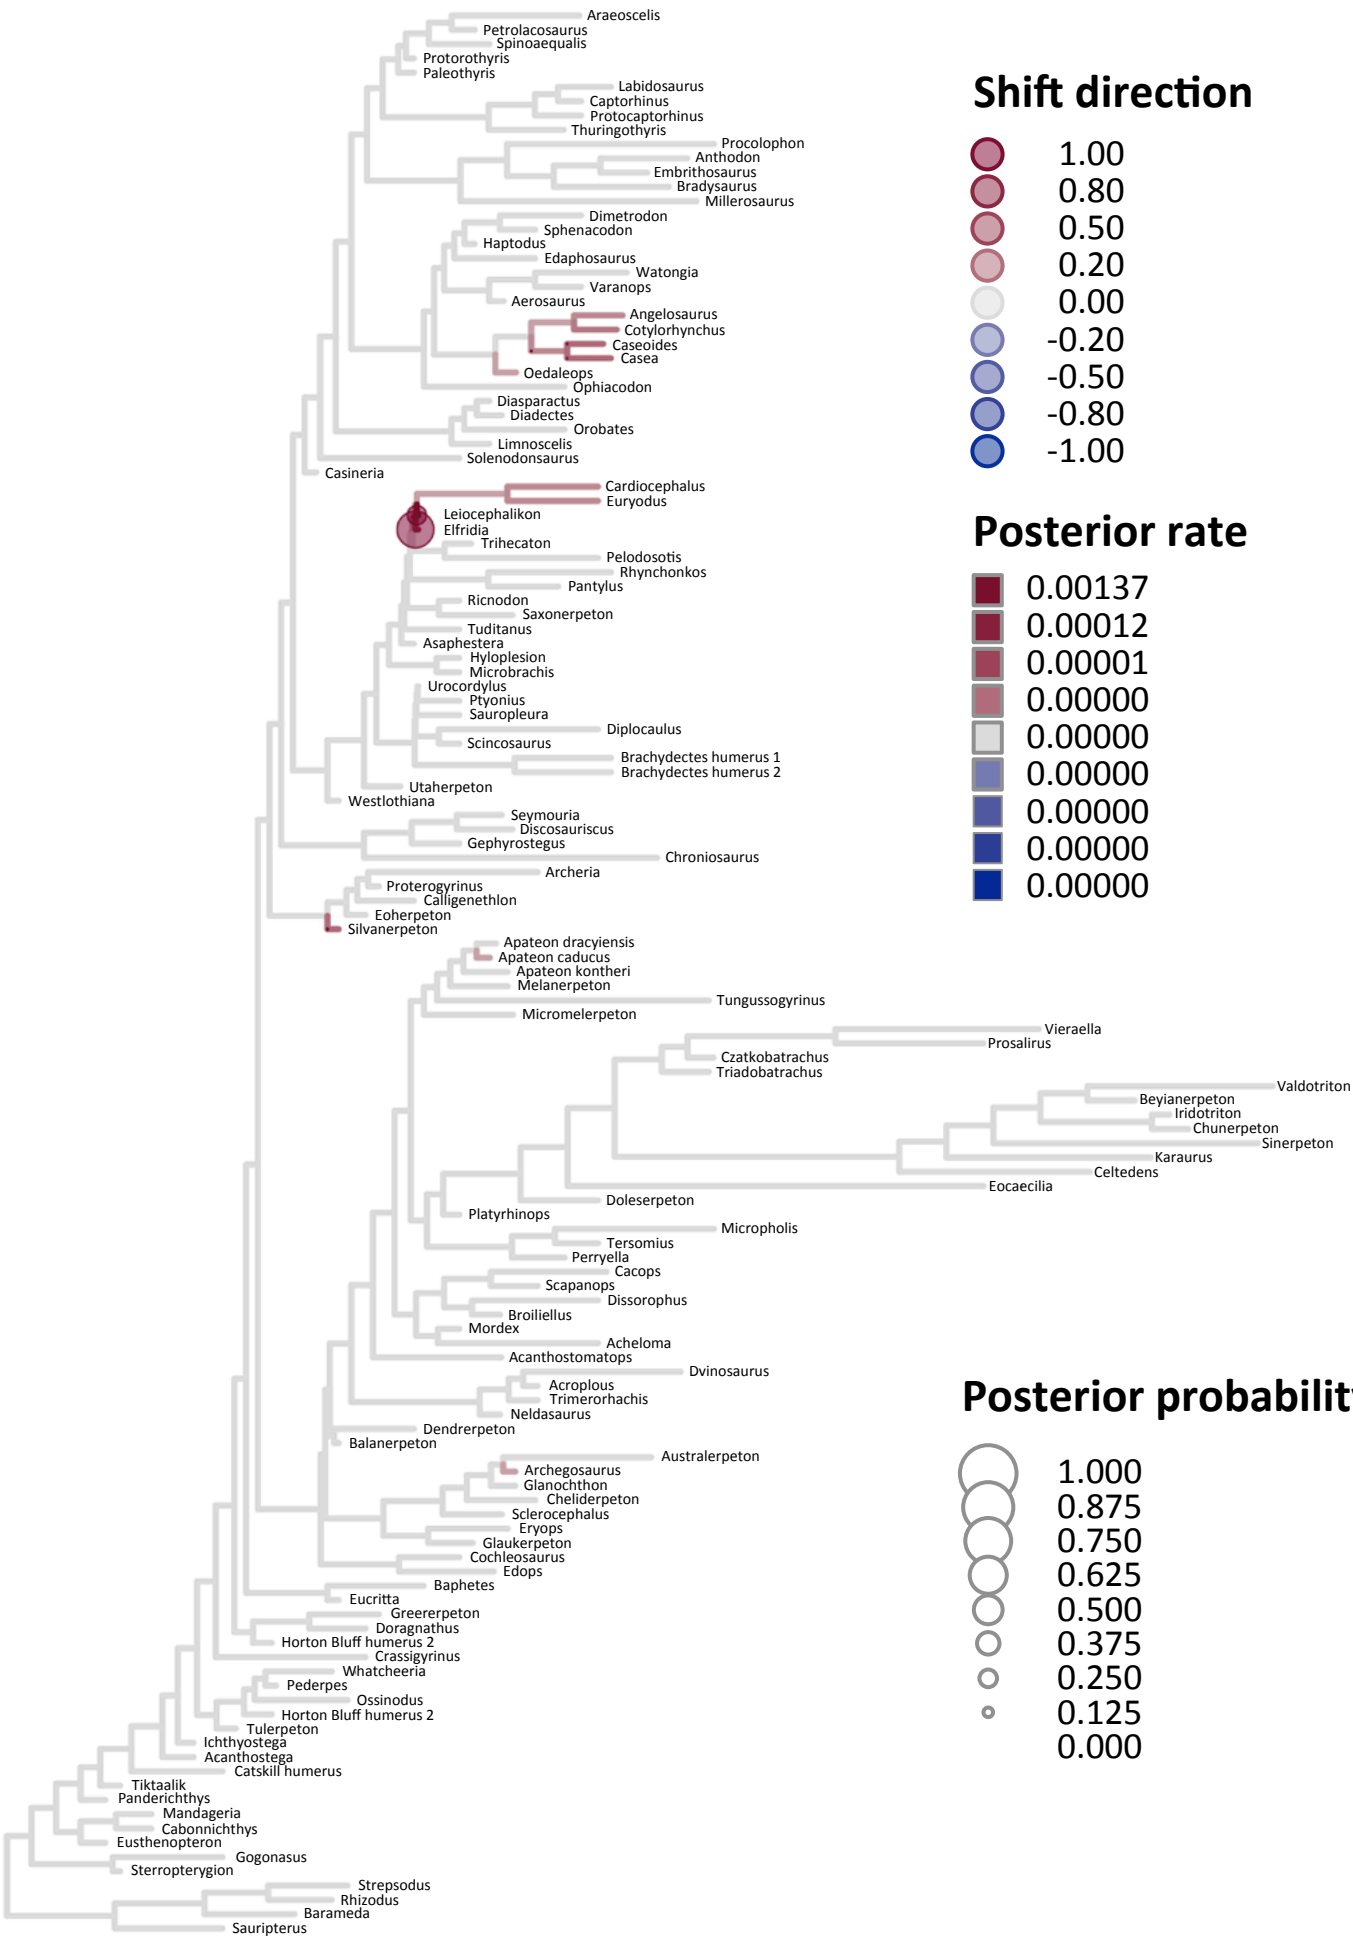 Araeoscelis
Petrolacosaurus
Spinoaequalis
Protorothyris
Paleothyris
Labidosaurus
Captorhinus
Protocaptorhinus
Thuringothyris
Procolophon
Anthodon
Embrithosaurus
Bradysaurus
Millerosaurus
Dimetrodon
Sphenacodon
Haptodus
Edaphosaurus
Watongia
Varanops
Aerosaurus
Angelosaurus
Cotylorhynchus
Caseoides
Casea
Oedaleops
Ophiacodon
Diasparactus
Diadectes
Orobates
Limnoscelis
Solenodonsaurus
Casineria
Cardiocephalus
Euryodus
Leiocephalikon
Elfridia
Trihecaton
Pelodosotis
Rhynchonkos
Pantylus
Ricnodon
Saxonerpeton
Tuditanus
Asaphestera
Hyloplesion
Microbrachis
Urocordylus
Ptyonius
Sauropleura
Diplocaulus
Scincosaurus
Brachydectes humerus 1
Brachydectes humerus 2
Utaherpeton
Westlothiana
Seymouria
Discosauriscus
Gephyrostegus
Chroniosaurus
Archeria
Proterogyrinus
Calligenethlon
Eoherpeton
Silvanerpeton
Apateon dracyiensis
Apateon caducus
Apateon kontheri
Melanerpeton
Tungussogyrinus
Micromelerpeton
Vieraella
Prosalirus
Czatkobatrachus
Triadobatrachus
Valdotriton
Beyianerpeton
Iridotriton
Chunerpeton
Sinerpeton
Karaurus
Celtedens
Eocaecilia
Doleserpeton
Platyrhinops
Micropholis
Tersomius
Perryella
Cacops
Scapanops
Dissorophus
Broiliellus
Mordex
Acheloma
Acanthostomatops
Dvinosaurus
Acroplous
Trimerorhachis
Neldasaurus
Dendrerpeton
Balanerpeton
Australerpeton
Archegosaurus
Glanochthon
Cheliderpeton
Sclerocephalus
Eryops
Glaukerpeton
Cochleosaurus
Edops
Baphetes
Eucritta
Greererpeton
Doragnathus
Horton Bluff humerus 2
Crassigyrinus
Whatcheeria
Pederpes
Ossinodus
Horton Bluff humerus 2
Tulerpeton
Ichthyostega
Acanthostega
Catskill humerus
Tiktaalik
Panderichthys
Mandageria
Cabonnichthys
Eusthenopteron
Gogonasus
Sterropterygion
Strepsodus
Rhizodus
Barameda
Sauripterus
Shift direction
1.00
0.80
0.50
0.20
0.00
-0.20
-0.50
-0.80
-1.00
Posterior rate
0.00137
0.00012
0.00001
0.00000
0.00000
0.00000
0.00000
0.00000
0.00000
Posterior probability
1.000
0.875
0.750
0.625
0.500
0.375
0.250
0.125
0.000